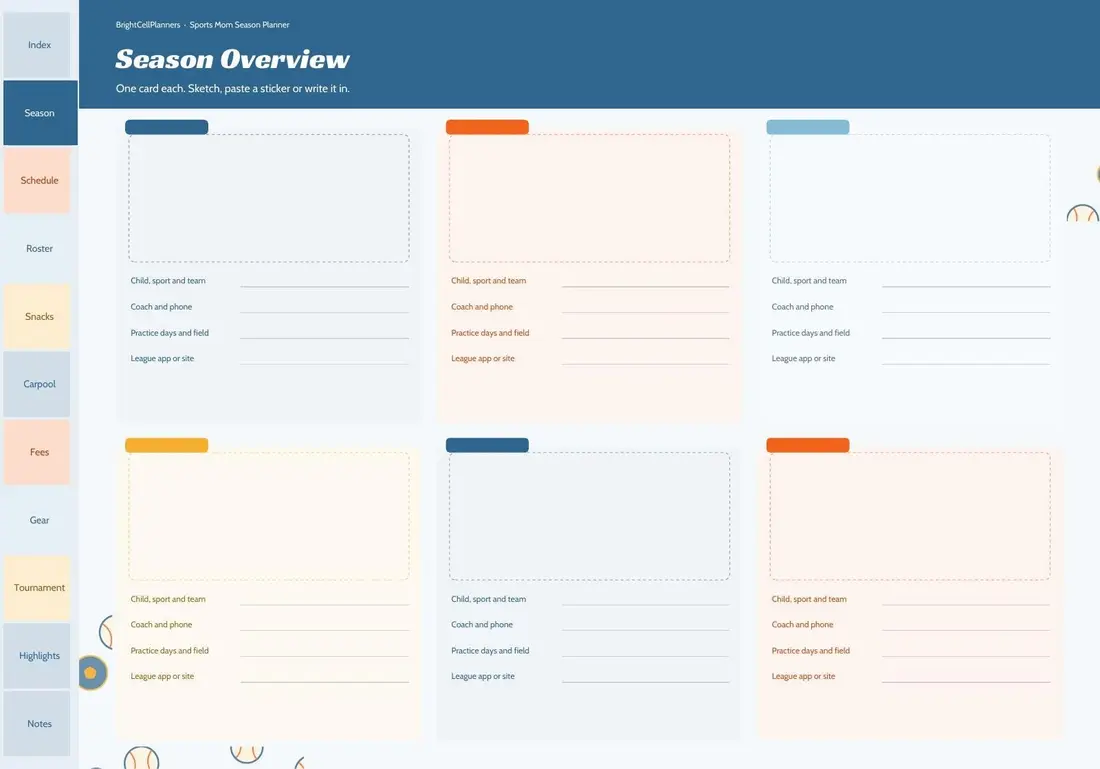 Index
Season
Schedule
Roster
Snacks
Carpool
Fees
Gear
Tournament
Highlights
Notes
BrightCellPlanners · Sports Mom Season Planner
Season Overview
One card each. Sketch, paste a sticker or write it in.
Child, sport and team
Coach and phone
Practice days and field
League app or site
Child, sport and team
Coach and phone
Practice days and field
League app or site
Child, sport and team
Coach and phone
Practice days and field
League app or site
Child, sport and team
Coach and phone
Practice days and field
League app or site
Child, sport and team
Coach and phone
Practice days and field
League app or site
Child, sport and team
Coach and phone
Practice days and field
League app or site